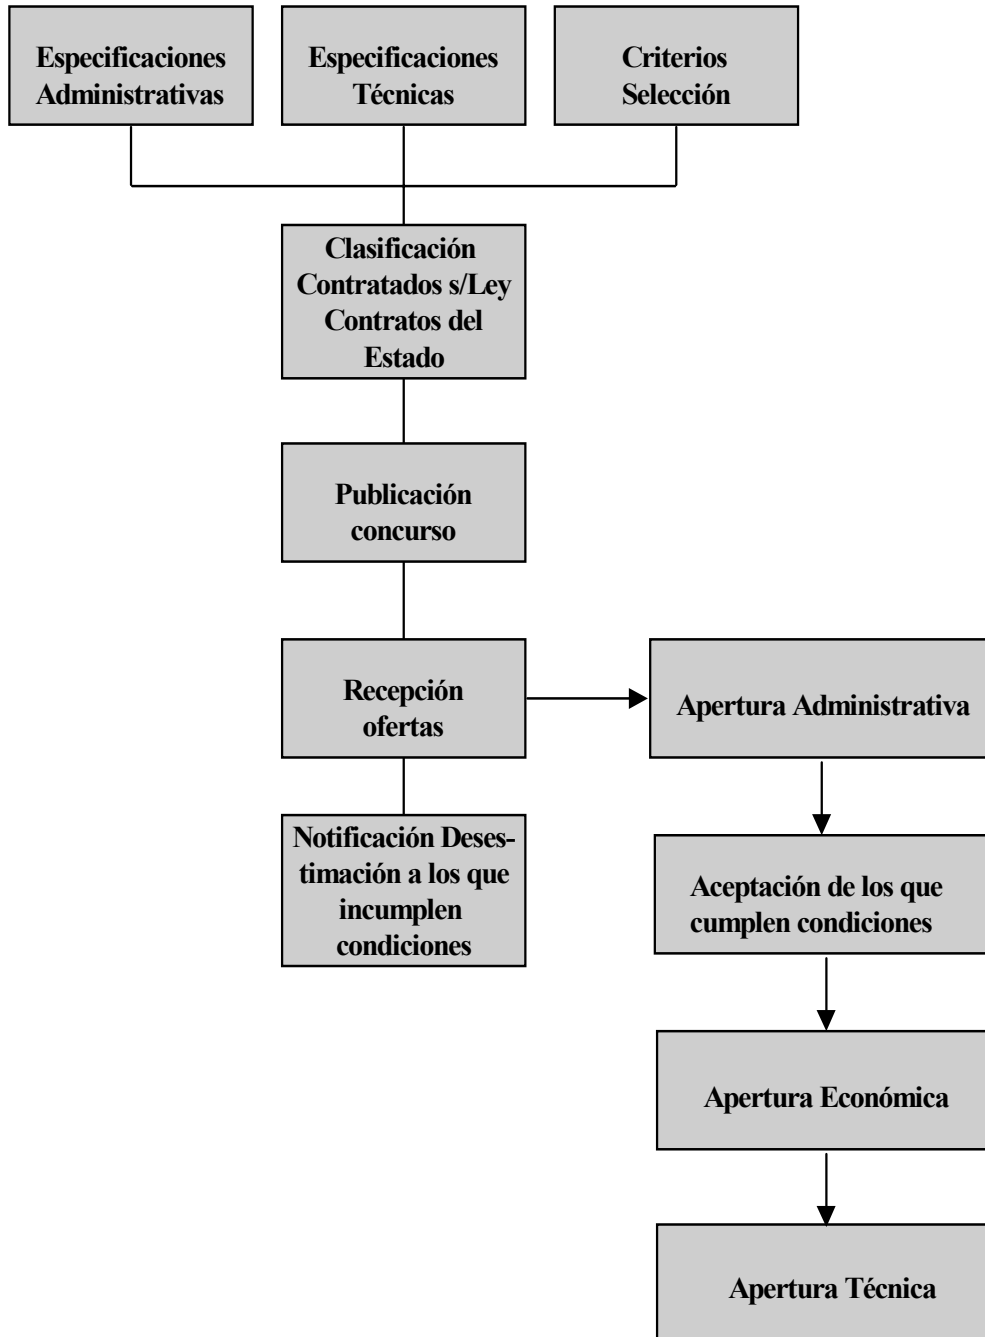 Especificaciones
Administrativas
Especificaciones
Técnicas
Criterios
Selección
Clasificación
Contratados s/Ley
Contratos del
Estado
Publicación
concurso
Recepción
ofertas
Apertura Administrativa
Notificación Deses-
timación a los que
incumplen
condiciones
Aceptación de los que
cumplen condiciones
Apertura Económica
Apertura Técnica